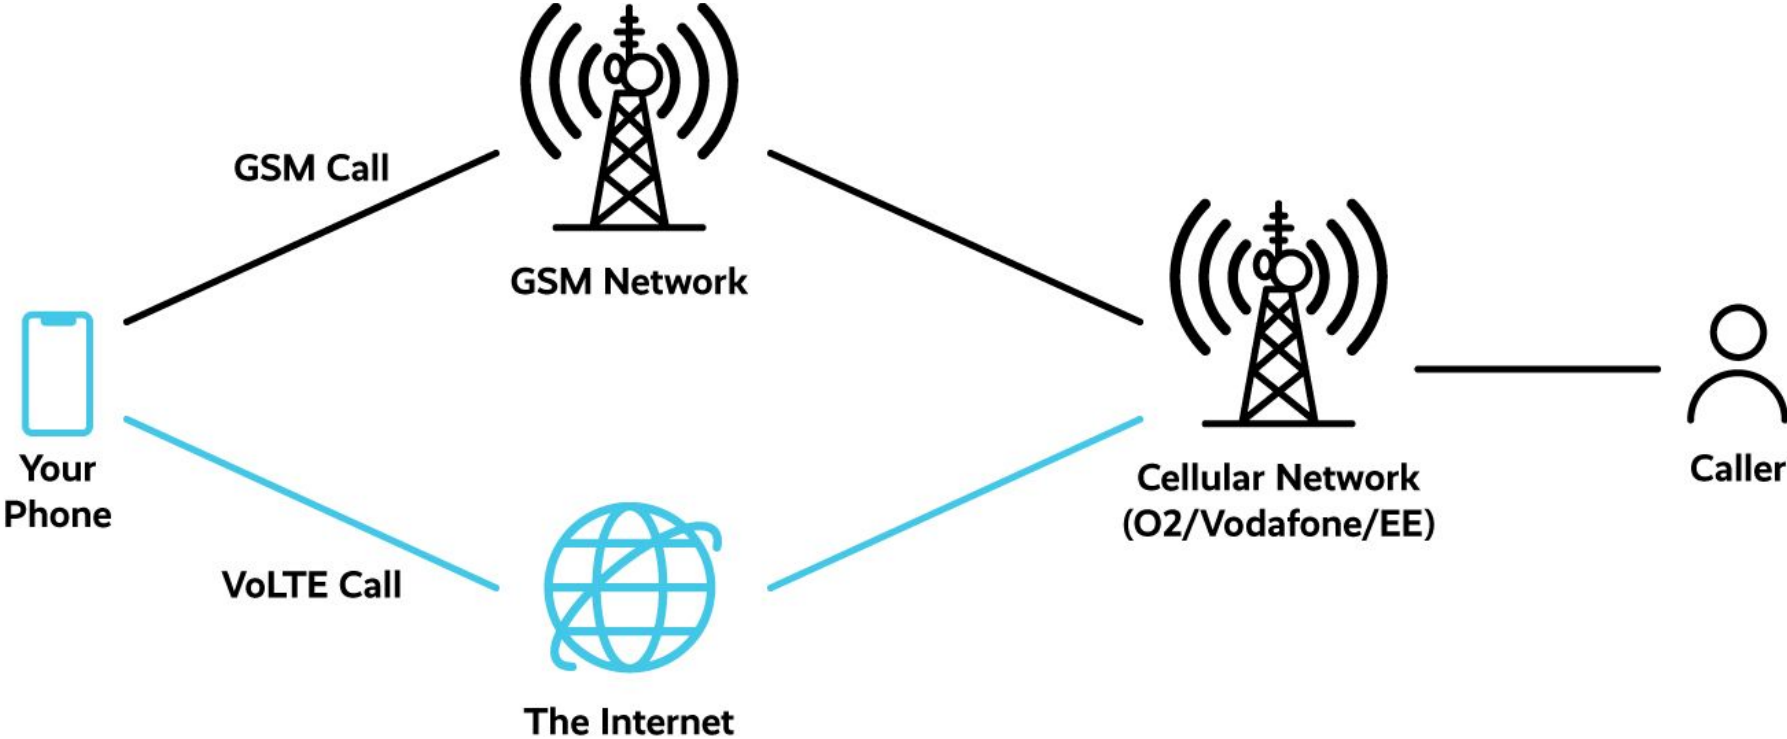 GSM Call
GSM Network
Your
Phone
Cellular Network
(O2/Vodafone/EE)
Caller
VoLTE Call
The Internet